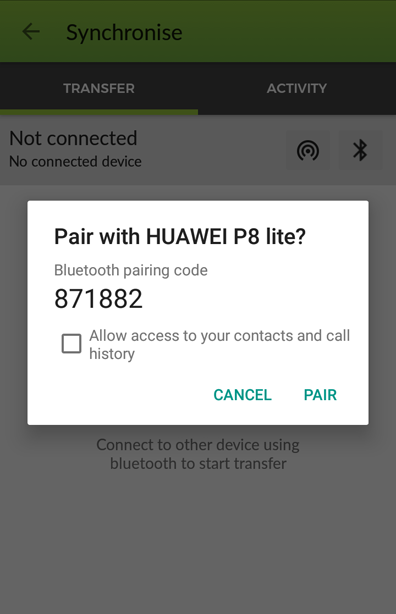 Synchronise
TRANSFER
ACTIVITY
Not connected
No connected device
Pair with HUAWEI P8 lite?
Bluetooth pairing code
871882
Allow access to your contacts and call
history
CANCEL
PAIR
Connect to other device using
bluetooth to start transfer